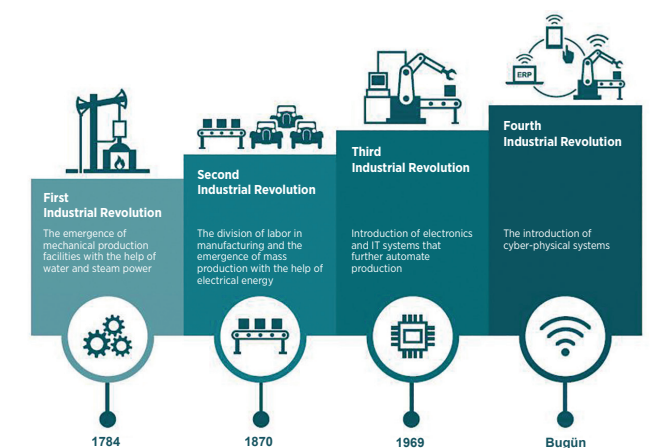 ERP
First
Industrial Revolution
The emergence of
mechanical production
facilities with the help of
water and steam power
1784
Second
Industrial Revolution
The division of labor in
manufacturing and the
emergence of mass
production with the help of
electrical energy
1870
Third
Industrial Revolution
Introduction of electronics
and IT systems that
further automate
production
1969
Fourth
Industrial Revolution
The introduction of
cyber-physical systems
Bugün